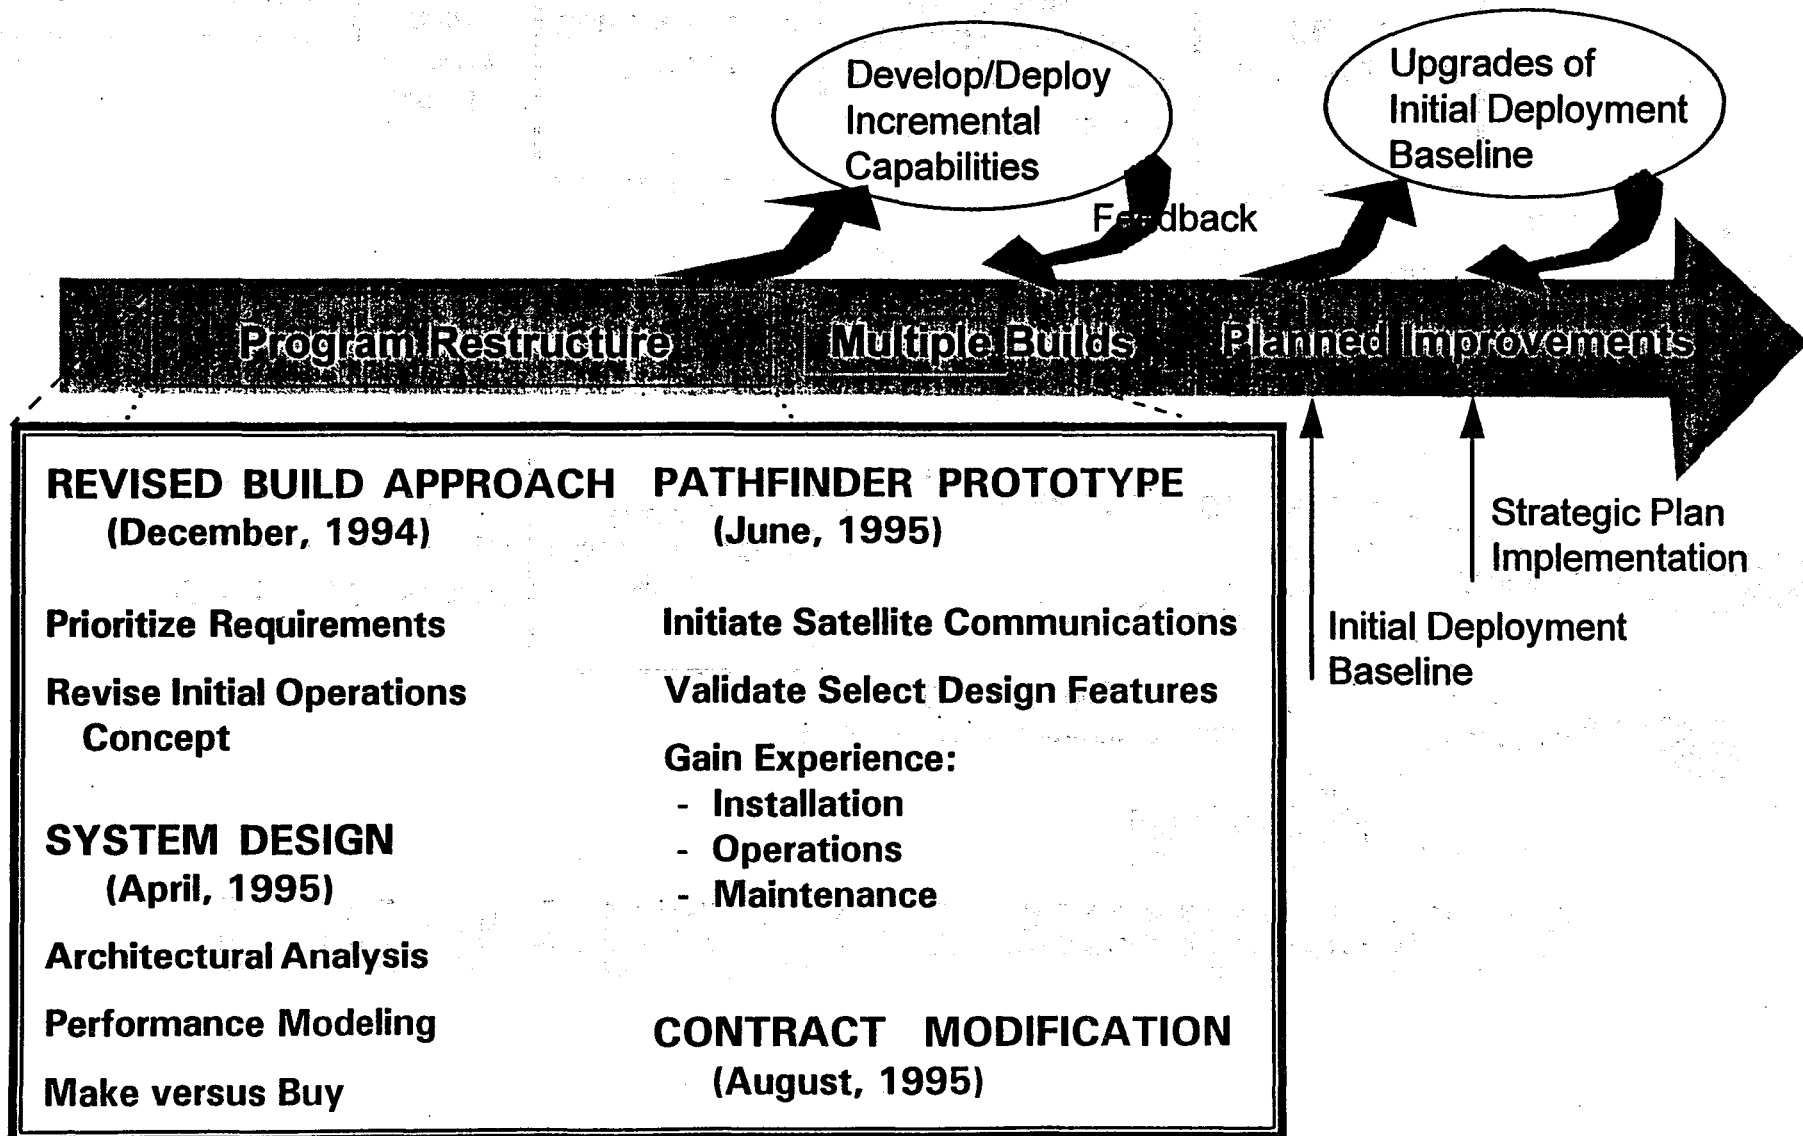 Develop/Deploy
Incremental
Capabilities
Upgrades of
Initial Deployment
Baseline
Feedback
Program Restructure
Multiple Builds
Planned Improvements
REVISED BUILD APPROACH
(December, 1994)
Prioritize Requirements
Revise Initial Operations
Concept
SYSTEM DESIGN
(April, 1995)
Architectural Analysis
Performance Modeling
Make versus Buy
PATHFINDER PROTOTYPE
(June, 1995)
Initiate Satellite Communications
Validate Select Design Features
Gain Experience:
- Installation
- Operations
- Maintenance
CONTRACT MODIFICATION
(August, 1995)
Strategic Plan
Implementation
Initial Deployment
Baseline